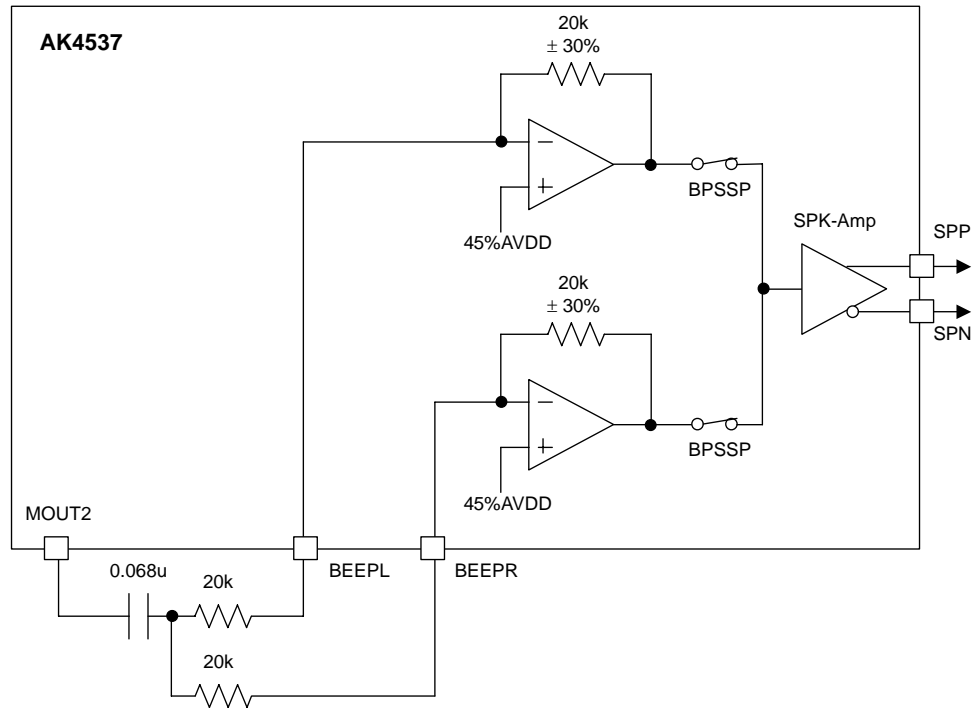 AK4537
20k
± 30%
−
+
45%AVDD
BPSSP
SPK-Amp
SPP
SPN
20k
± 30%
−
+
45%AVDD
BPSSP
MOUT2
BEEPL
BEEPR
0.068u
20k
20k